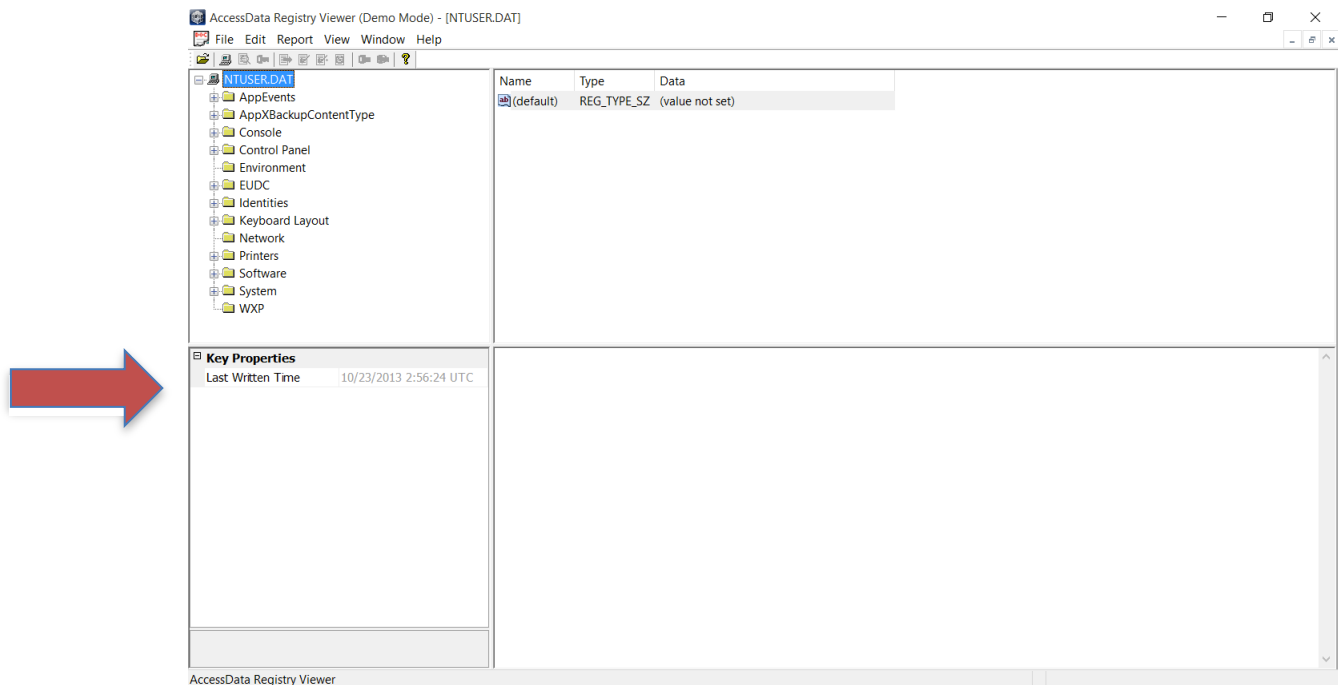 AccessData Registry Viewer (Demo Mode) - [NTUSER.DAT]
File Edit Report View Window Help
NTUSER.DAT
AppEvents
AppXBackupContentType
Console
Control Panel
Environment
EUDC
Identities
Keyboard Layout
Network
Printers
Software
System
WXP
Name Type Data
ab (default) REG_TYPE_SZ (value not set)
Key Properties
Last Written Time 10/23/2013 2:56:24 UTC
AccessData Registry Viewer